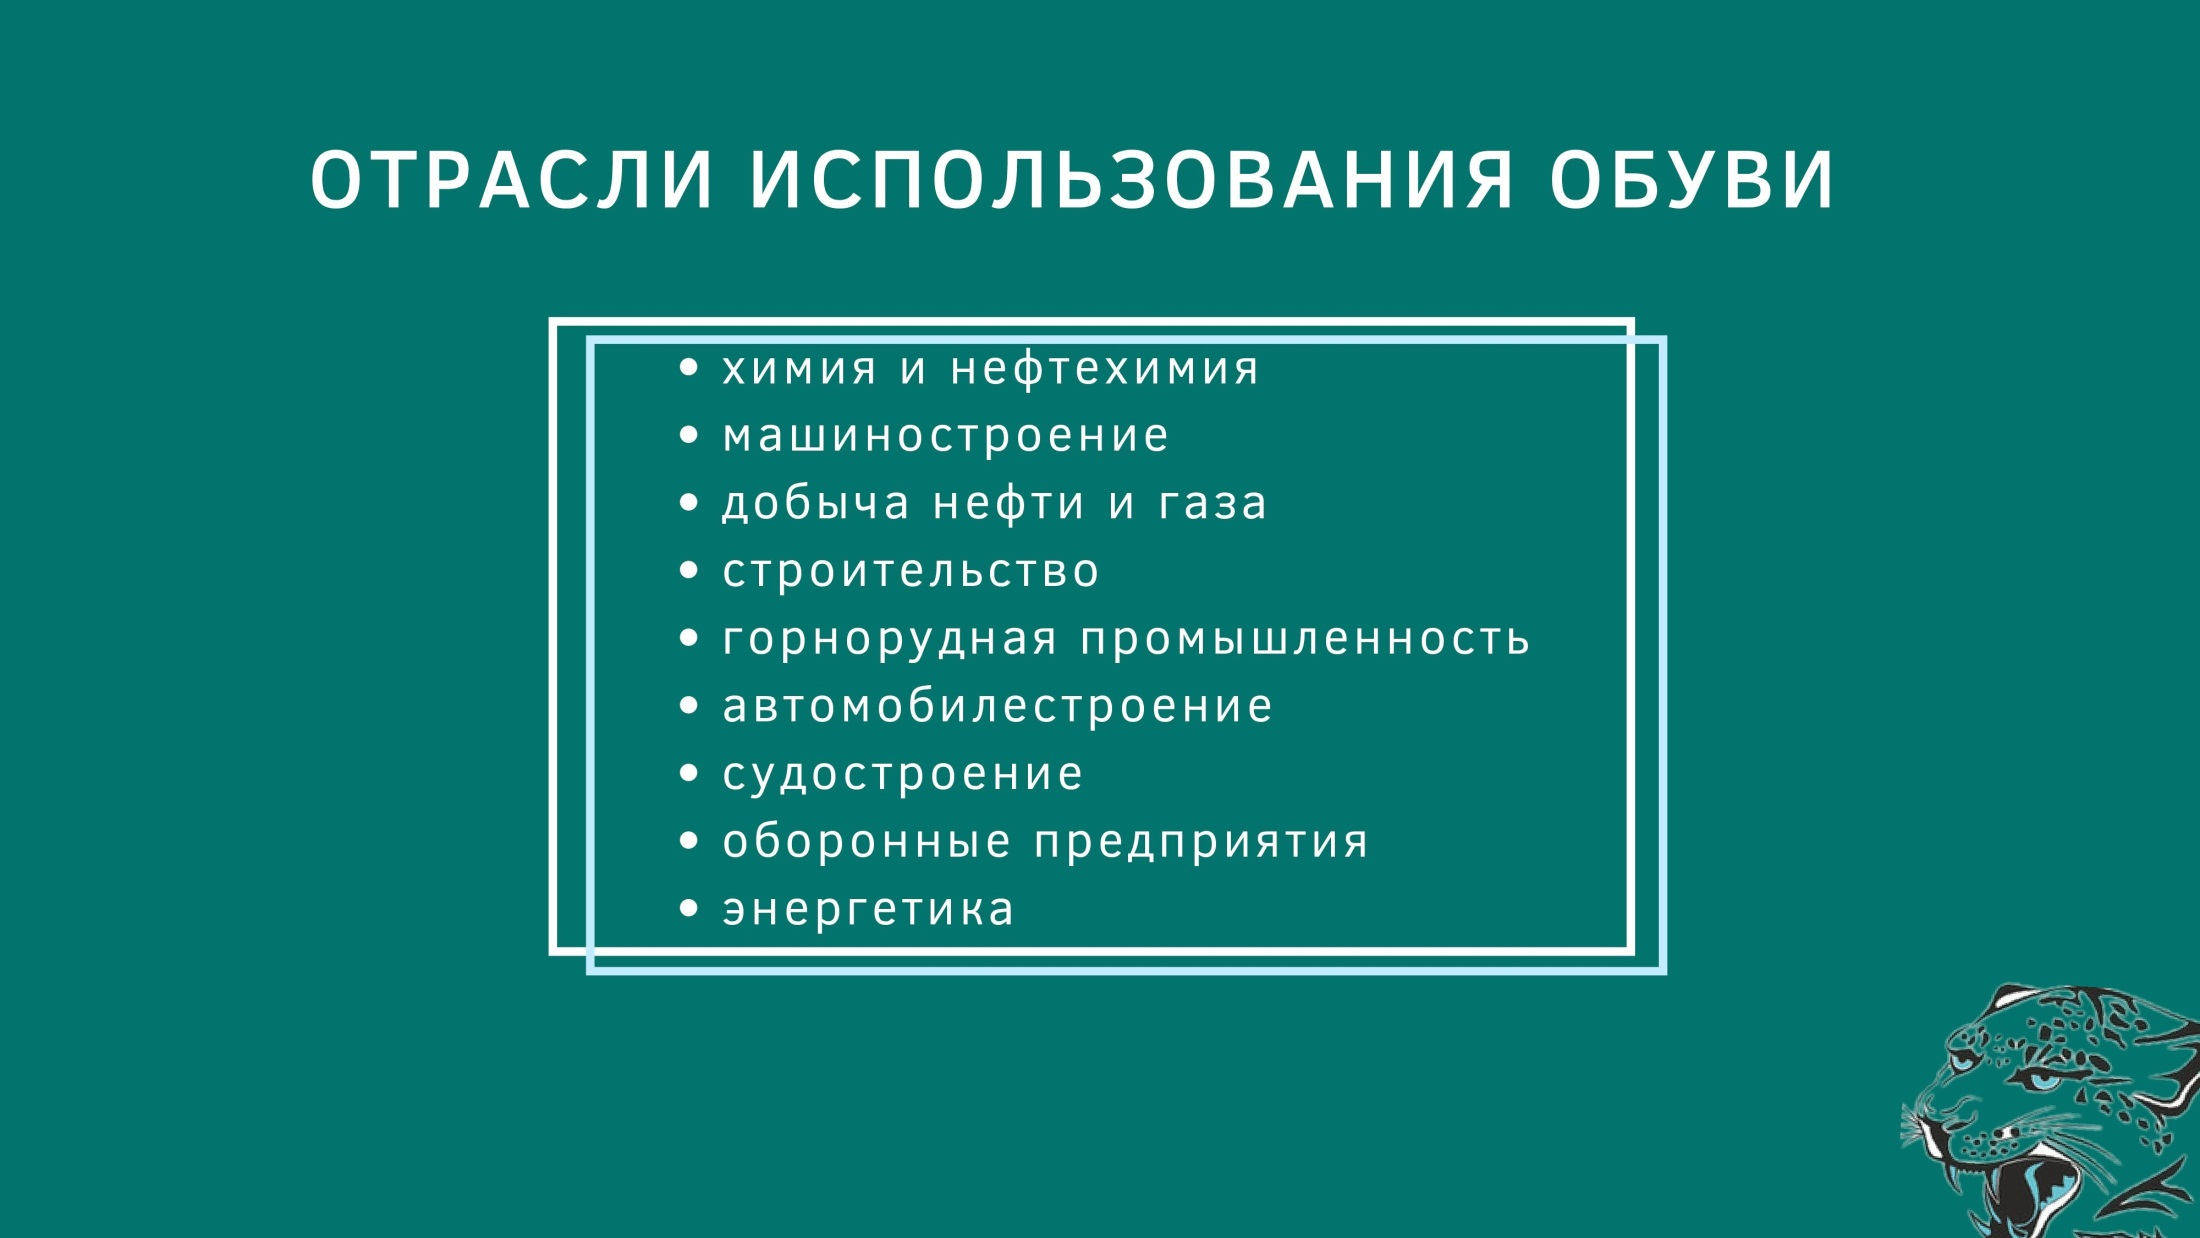 ОТРАСЛИ ИСПОЛЬЗОВАНИЯ ОБУВИ
• химия и нефтехимия
• машиностроение
• добыча нефти и газа
• строительство
• горнорудная промышленность
• автомобилестроение
• судостроение
• оборонные предприятия
• энергетика